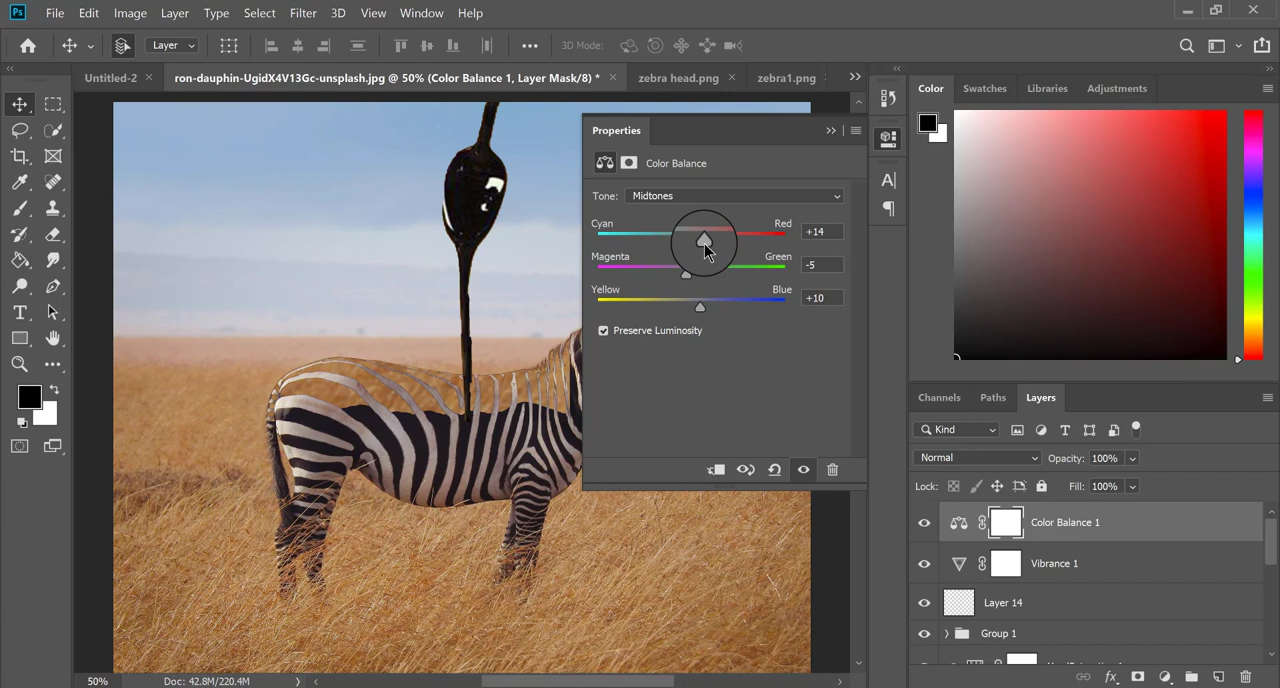 Ps File Edit Image Layer Type Select Filter 3D View Window Help
Layer 3D Mode:
Untitled-2 ron-dauphin-UgidX4V13Gc-unsplash.jpg @ 50% (Color Balance 1, Layer Mask/8) * zebra head.png zebra1.png
Properties
Color Balance
Tone: Midtones
Cyan Red +14
Magenta Green -5
Yellow Blue +10
Preserve Luminosity
Color Swatches Libraries Adjustments
Channels Paths Layers
Kind
Normal Opacity: 100%
Lock: Fill: 100%
Color Balance 1
Vibrance 1
Layer 14
Group 1
50% Doc: 42.8M/220.4M